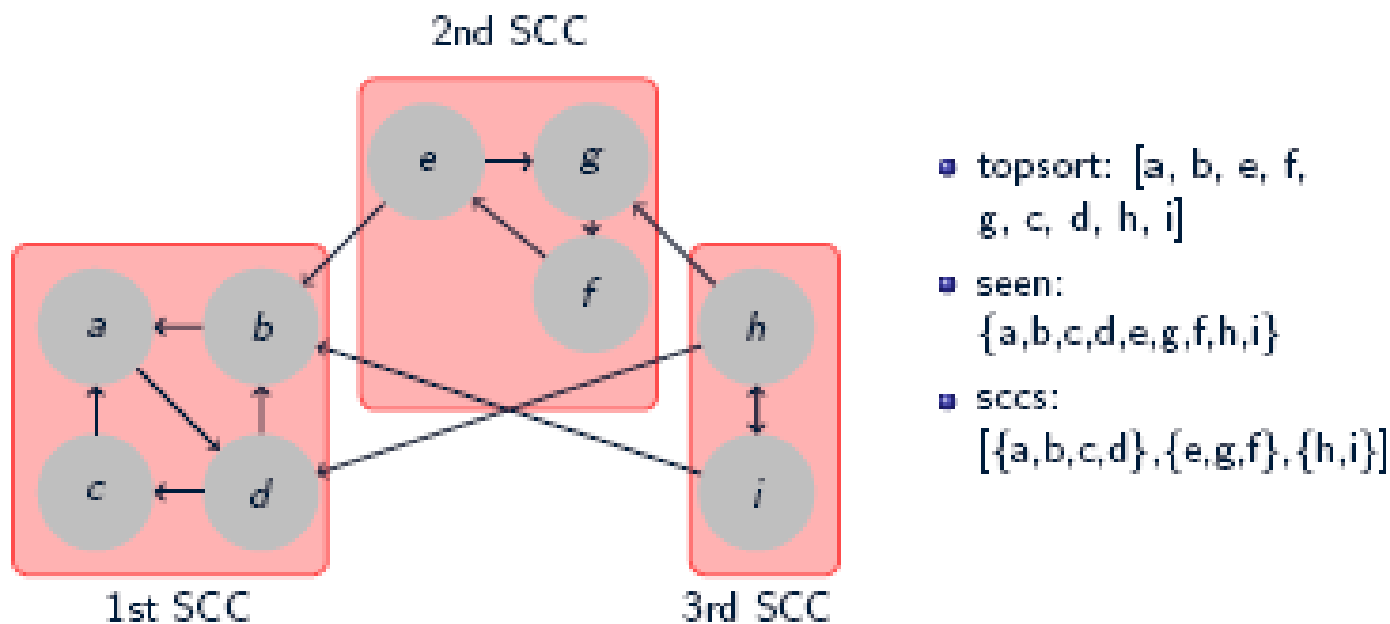 2nd SCC
e
g
f
a
b
h
c
d
i
1st SCC
3rd SCC
topsort: [a, b, e, f,
g, c, d, h, i]
seen:
{a,b,c,d,e,g,f,h,i}
sccs:
[{a,b,c,d},{e,g,f},{h,i}]